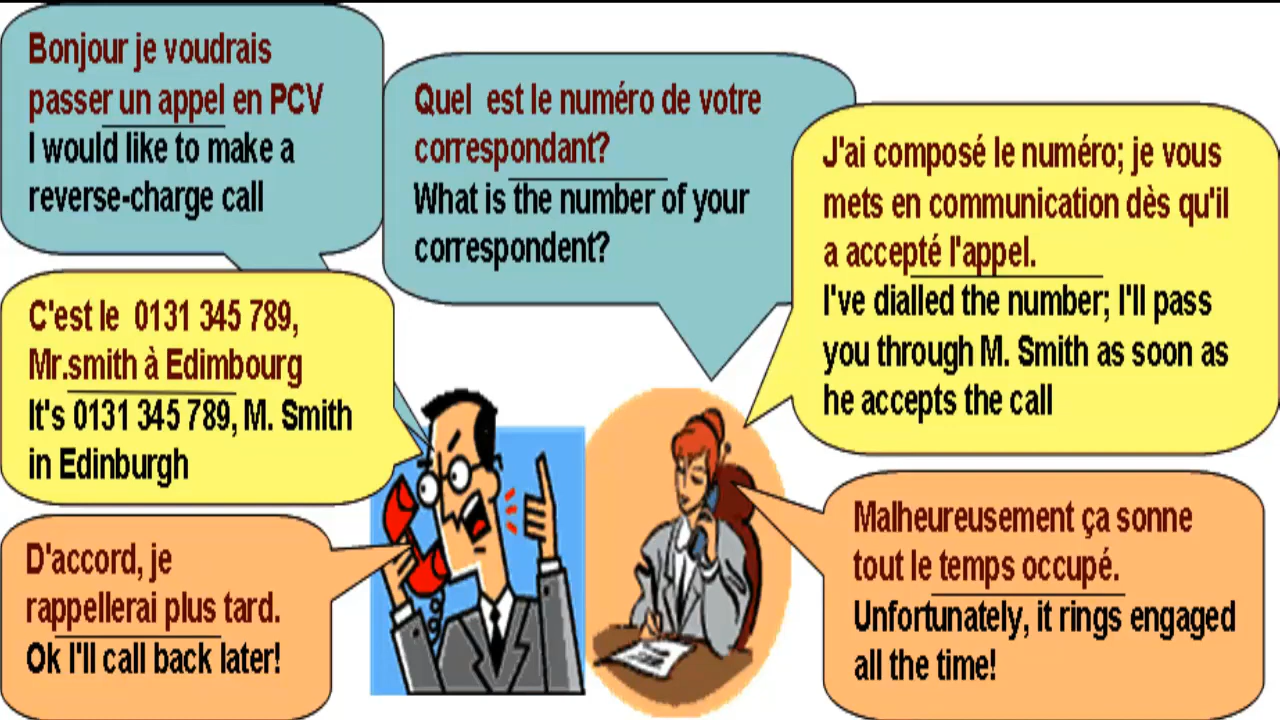 Bonjour je voudrais
passer un appel en PCV
I would like to make a
reverse-charge call
Quel est le numéro de votre
correspondant?
What is the number of your
correspondent?
C'est le 0131 345 789,
Mr.smith à Edimbourg
It's 0131 345 789, M. Smith
in Edinburgh
J'ai composé le numéro; je vous
mets en communication dès qu'il
a accepté l'appel.
I've dialled the number; I'll pass
you through M. Smith as soon as
he accepts the call
Malheureusement ça sonne
tout le temps occupé.
Unfortunately, it rings engaged
all the time!
D'accord, je
rappellerai plus tard.
Ok I'll call back later!